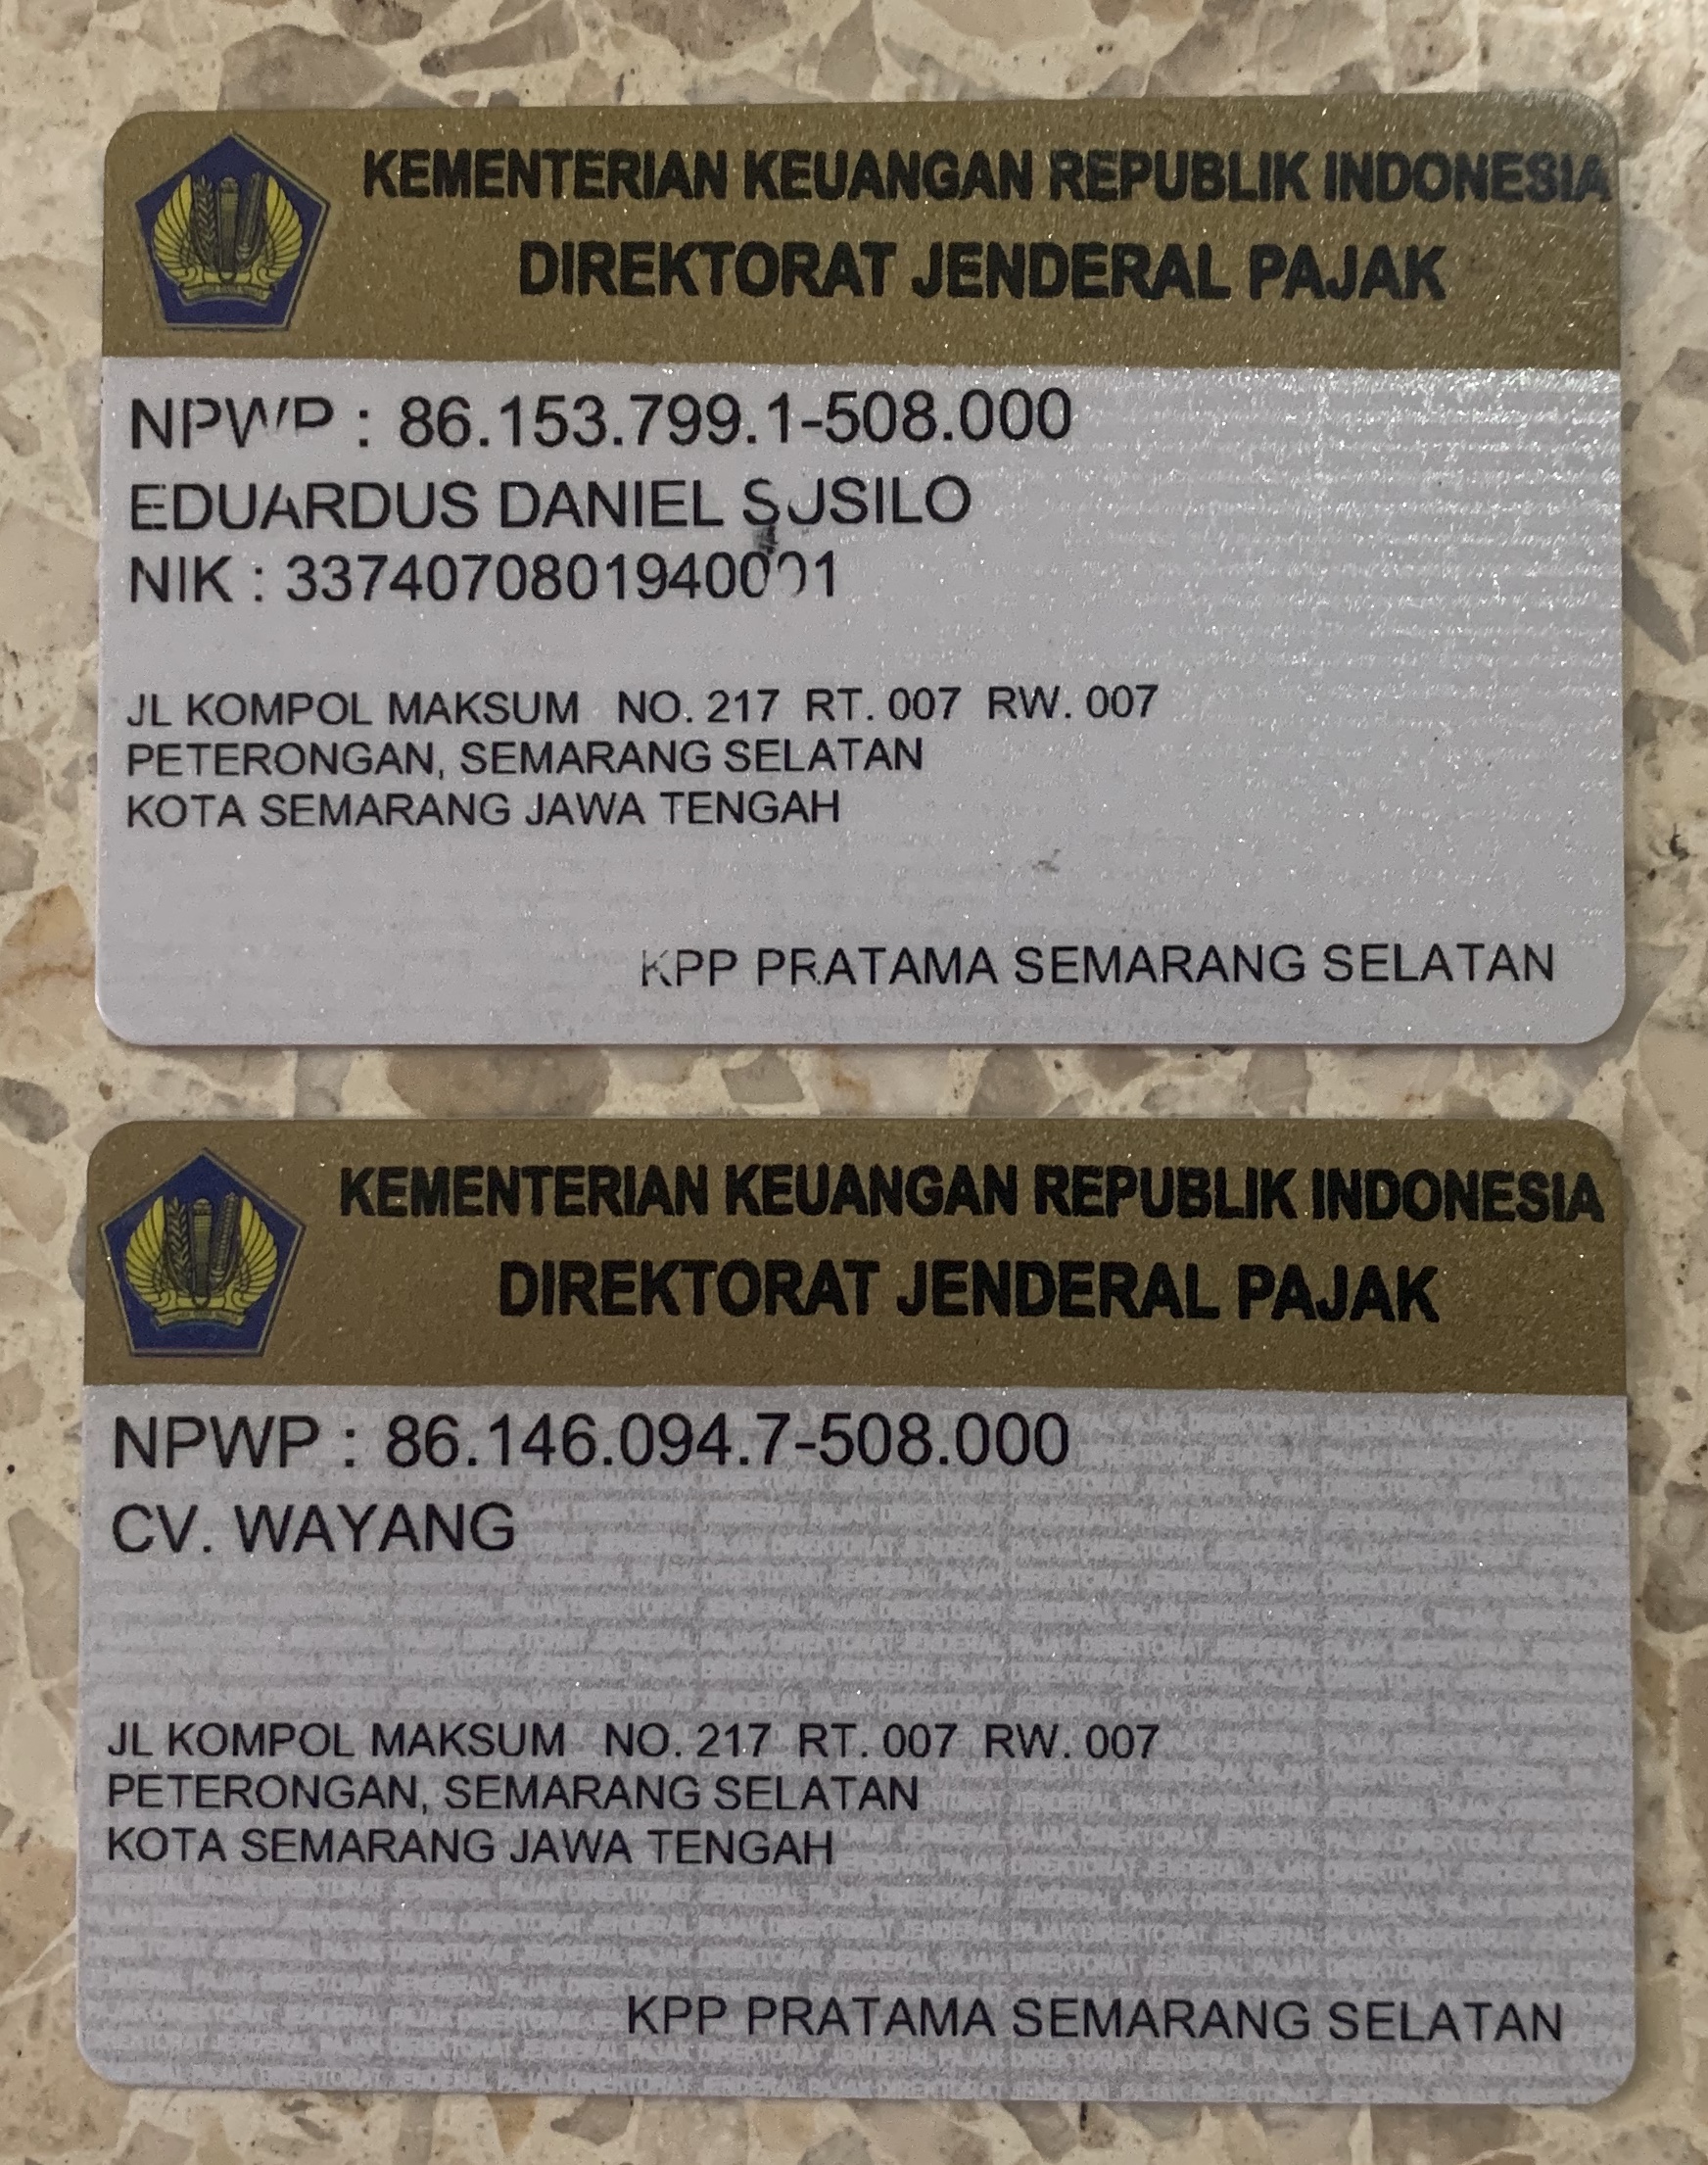 KEMENTERIAN KEUANGAN REPUBLIK INDONESIA
DIREKTORAT JENDERAL PAJAK
NPWP : 86.153.799.1-508.000
EDUARDUS DANIEL SUSILO
NIK : 3374070801940001
JL KOMPOL MAKSUM NO. 217 RT. 007 RW. 007
PETERONGAN, SEMARANG SELATAN
KOTA SEMARANG JAWA TENGAH
KPP PRATAMA SEMARANG SELATAN
KEMENTERIAN KEUANGAN REPUBLIK INDONESIA
DIREKTORAT JENDERAL PAJAK
NPWP : 86.146.094.7-508.000
CV. WAYANG
JL KOMPOL MAKSUM NO. 217 RT. 007 RW. 007
PETERONGAN, SEMARANG SELATAN
KOTA SEMARANG JAWA TENGAH
KPP PRATAMA SEMARANG SELATAN